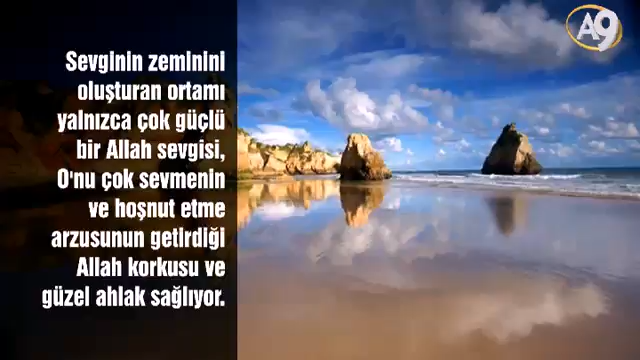 A9
Sevginin zeminini
oluşturan ortamı
yalnızca çok güçlü
bir Allah sevgisi,
O'nu çok sevmenin
ve hoşnut etme
arzusunun getirdiği
Allah korkusu ve
güzel ahlak sağlıyor.